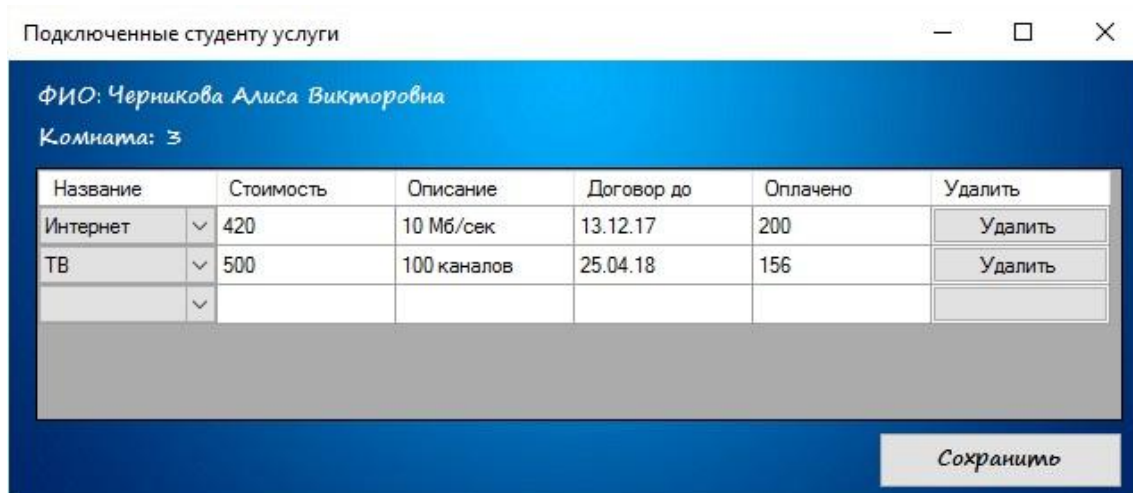 Подключенные студенту услуги
ФИО: Черникова Алиса Викторовна
Комната: 3
Название Стоимость Описание Договор до Оплачено Удалить
Интернет 420 10 Мб/сек 13.12.17 200 Удалить
ТВ 500 100 каналов 25.04.18 156 Удалить
Сохранить